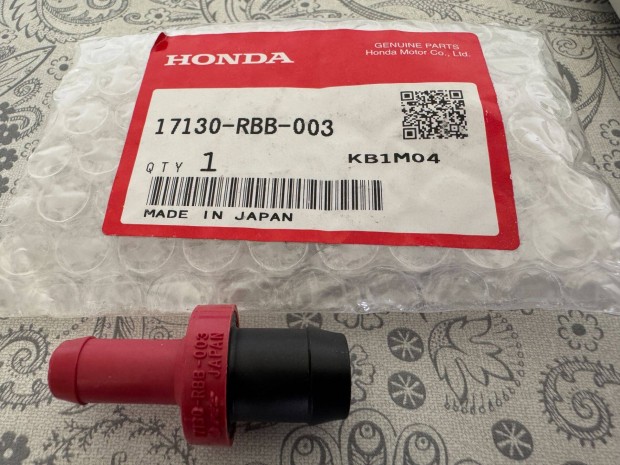 HONDA
GENUINE PARTS
Honda Motor Co., Ltd.
17130-RBB-003
QTY 1
KB1M04
MADE IN JAPAN
17130-RBB-003
JAPAN